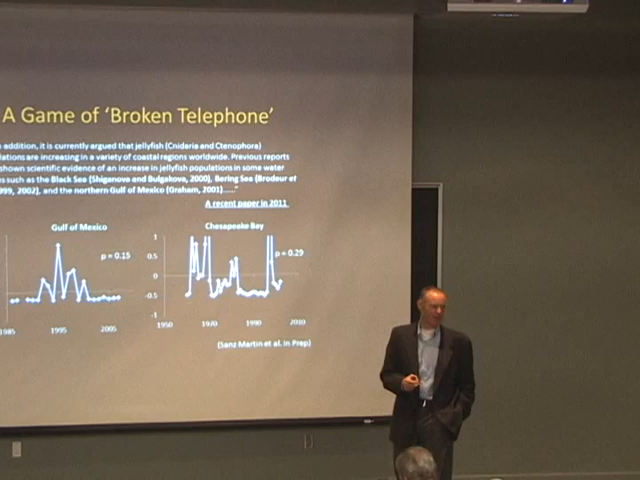 A Game of 'Broken Telephone'
addition, it is currently argued that jellyfish (Cnidaria and Ctenophora)
lations are increasing in a variety of coastal regions worldwide. Previous reports
shown scientific evidence of an increase in jellyfish populations in some water
es such as the Black Sea (Shiganova and Bulgakova, 2000), Bering Sea (Brodeur et
999, 2002), and the northern Gulf of Mexico (Graham, 2001)....."
A recent paper in 2011
Gulf of Mexico
Chesapeake Bay
p = 0.15
p = 0.29
1
0.5
0
-0.5
-1
1985 1995 2005
1950 1970 1990 2010
(Sanz Martin et al. In Prep)